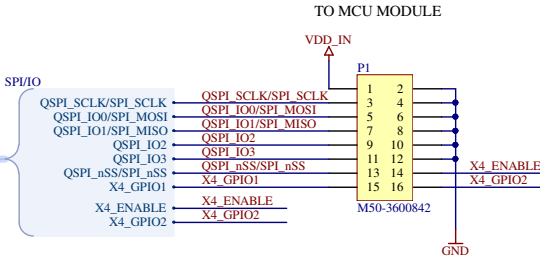 TO MCU MODULE
VDD_IN
P1
SPI/IO
1 2
QSPI_SCLK/SPI_SCLK QSPI_SCLK/SPI_SCLK 3 4
QSPI_IO0/SPI_MOSI QSPI_IO0/SPI_MOSI 5 6
QSPI_IO1/SPI_MISO QSPI_IO1/SPI_MISO 7 8
QSPI_IO2 QSPI_IO2 9 10
QSPI_IO3 QSPI_IO3 11 12
QSPI_nSS/SPI_nSS QSPI_nSS/SPI_nSS 13 14 X4_ENABLE
X4_GPIO1 X4_GPIO1 15 16 X4_GPIO2
X4_ENABLE X4_ENABLE M50-3600842
X4_GPIO2 X4_GPIO2
GND